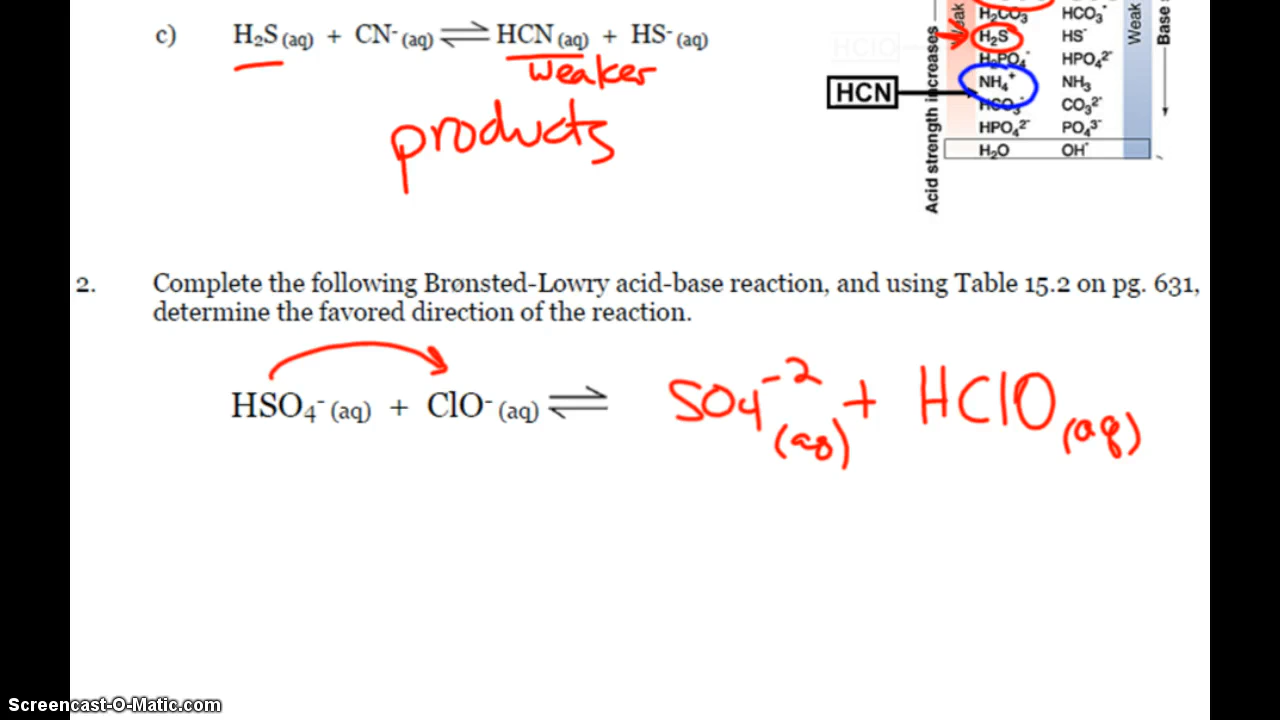 H₂CO₃ HCO₃⁻ Weak Weak
c) H₂S (aq) + CN⁻ (aq) ⇌ HCN (aq) + HS⁻ (aq)
HClO H₂S HS⁻
weaker
H₂PO₄⁻ HPO₄²⁻
HCN NH₄⁺ NH₃
products
HCO₃⁻ CO₃²⁻
HPO₄²⁻ PO₄³⁻
H₂O OH⁻
Acid strength increases
Base
2. Complete the following Brønsted-Lowry acid-base reaction, and using Table 15.2 on pg. 631,
determine the favored direction of the reaction.
HSO₄⁻ (aq) + ClO⁻ (aq) ⇌ SO₄⁻² (aq) + HClO (aq)
Screencast-O-Matic.com